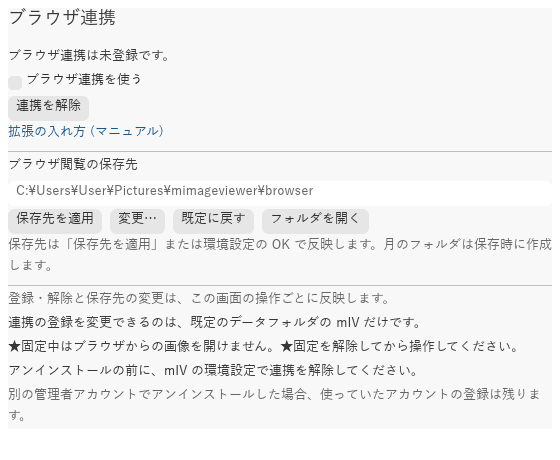 ブラウザ連携
ブラウザ連携は未登録です。
ブラウザ連携を使う
連携を解除
拡張の入れ方 (マニュアル)
ブラウザ閲覧の保存先
C:¥Users¥User¥Pictures¥mimageviewer¥browser
保存先を適用 変更… 既定に戻す フォルダを開く
保存先は「保存先を適用」または環境設定の OK で反映します。月のフォルダは保存時に作成
します。
登録・解除と保存先の変更は、この画面の操作ごとに反映します。
連携の登録を変更できるのは、既定のデータフォルダの mIV だけです。
★固定中はブラウザからの画像を開けません。★固定を解除してから操作してください。
アンインストールの前に、mIV の環境設定で連携を解除してください。
別の管理者アカウントでアンインストールした場合、使っていたアカウントの登録は残りま
す。